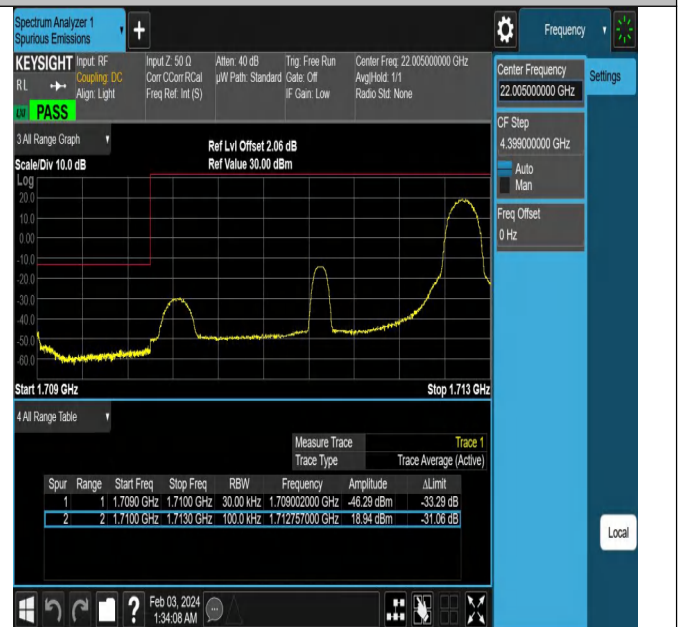 Spectrum Analyzer 1
Spurious Emissions
Frequency
KEYSIGHT Input: RF Input Z: 50 Ω Atten: 40 dB Trig: Free Run Center Freq: 22.005000000 GHz
RL Coupling: DC Corr CCorr RCal µW Path: Standard Gate: Off Avg|Hold: 1/1
Align: Light Freq Ref: Int (S) IF Gain: Low Radio Std: None
PASS
Center Frequency
22.005000000 GHz
Settings
CF Step
4.399000000 GHz
Auto
Man
Freq Offset
0 Hz
3 All Range Graph
Ref Lvl Offset 2.06 dB
Scale/Div 10.0 dB Ref Value 30.00 dBm
Log
20.0
10.0
0.00
-10.0
-20.0
-30.0
-40.0
-50.0
-60.0
Start 1.709 GHz Stop 1.713 GHz
4 All Range Table
Measure Trace Trace 1
Trace Type Trace Average (Active)
Spur Range Start Freq Stop Freq RBW Frequency Amplitude ΔLimit
1 1 1.7090 GHz 1.7100 GHz 30.00 kHz 1.709002000 GHz -46.29 dBm -33.29 dB
2 2 1.7100 GHz 1.7130 GHz 100.0 kHz 1.712757000 GHz 18.94 dBm -31.06 dB
Local
? Feb 03, 2024
1:34:08 AM